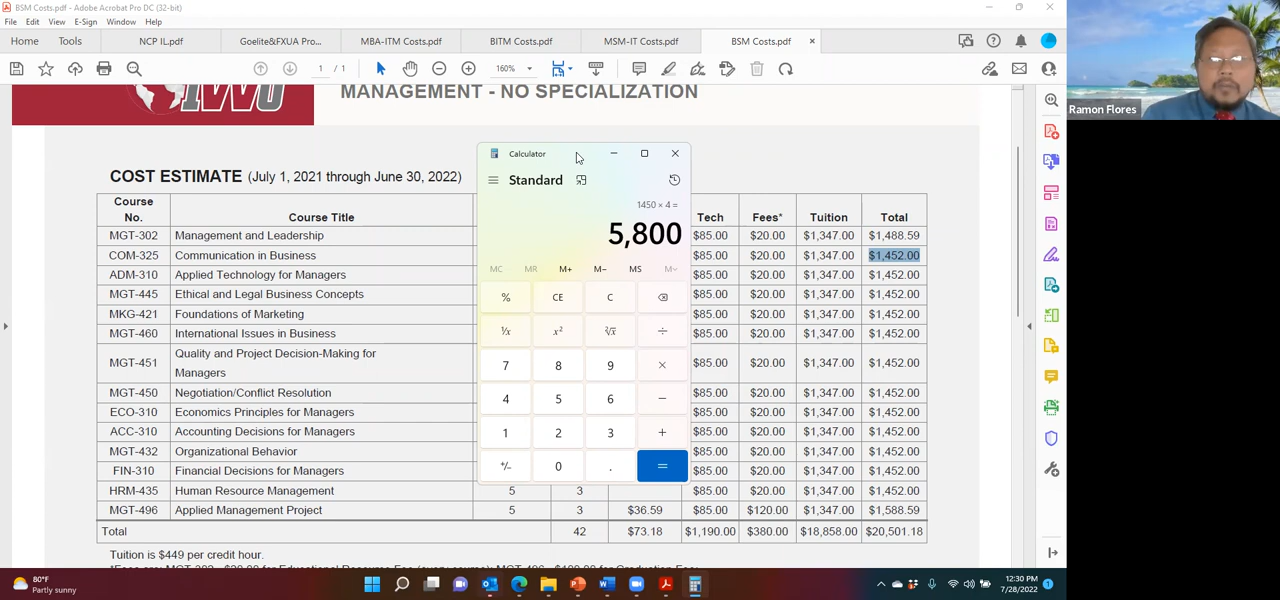 BSM Costs.pdf - Adobe Acrobat Pro DC (32-bit)
File Edit View E-Sign Window Help
Home Tools NCP IL.pdf Goelite&FXUA Pro... MBA-ITM Costs.pdf BITM Costs.pdf MSM-IT Costs.pdf BSM Costs.pdf
1 / 1 160%
IWU
MANAGEMENT - NO SPECIALIZATION
Ramon Flores
COST ESTIMATE (July 1, 2021 through June 30, 2022)
Course No. Course Title Tech Fees* Tuition Total
MGT-302 Management and Leadership $85.00 $20.00 $1,347.00 $1,488.59
COM-325 Communication in Business $85.00 $20.00 $1,347.00 $1,452.00
ADM-310 Applied Technology for Managers $85.00 $20.00 $1,347.00 $1,452.00
MGT-445 Ethical and Legal Business Concepts $85.00 $20.00 $1,347.00 $1,452.00
MKG-421 Foundations of Marketing $85.00 $20.00 $1,347.00 $1,452.00
MGT-460 International Issues in Business $85.00 $20.00 $1,347.00 $1,452.00
MGT-451 Quality and Project Decision-Making for Managers $85.00 $20.00 $1,347.00 $1,452.00
MGT-450 Negotiation/Conflict Resolution $85.00 $20.00 $1,347.00 $1,452.00
ECO-310 Economics Principles for Managers $85.00 $20.00 $1,347.00 $1,452.00
ACC-310 Accounting Decisions for Managers $85.00 $20.00 $1,347.00 $1,452.00
MGT-432 Organizational Behavior $85.00 $20.00 $1,347.00 $1,452.00
FIN-310 Financial Decisions for Managers $85.00 $20.00 $1,347.00 $1,452.00
HRM-435 Human Resource Management 5 3 $85.00 $20.00 $1,347.00 $1,452.00
MGT-496 Applied Management Project 5 3 $36.59 $85.00 $120.00 $1,347.00 $1,588.59
Total 42 $73.18 $1,190.00 $380.00 $18,858.00 $20,501.18
Tuition is $449 per credit hour.
Calculator
Standard
1450 × 4 =
5,800
MC MR M+ M- MS M˅
% CE C
¹/x x² ²√x ÷
7 8 9 ×
4 5 6 −
1 2 3 +
+/− 0 . =
80°F
Partly sunny
12:30 PM
7/28/2022
1